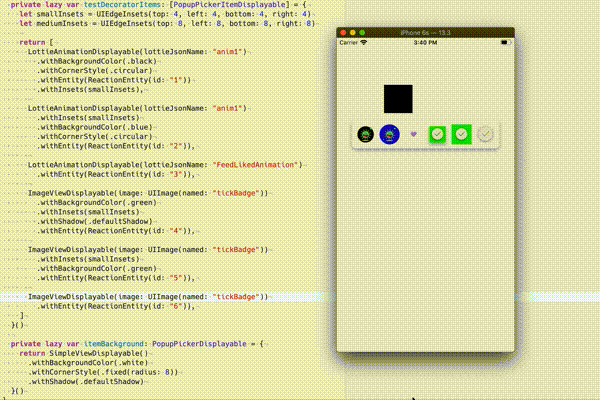 private lazy var testDecoratorItems: [PopupPickerItemDisplayable] = {
let smallInsets = UIEdgeInsets(top: 4, left: 4, bottom: 4, right: 4)
let mediumInsets = UIEdgeInsets(top: 8, left: 8, bottom: 8, right: 8)
return [
LottieAnimationDisplayable(lottieJsonName: "anim1")
.withBackgroundColor(.black)
.withCornerStyle(.circular)
.withEntity(ReactionEntity(id: "1"))
.withInsets(smallInsets),
LottieAnimationDisplayable(lottieJsonName: "anim1")
.withInsets(smallInsets)
.withBackgroundColor(.blue)
.withCornerStyle(.circular)
.withEntity(ReactionEntity(id: "2")),
LottieAnimationDisplayable(lottieJsonName: "FeedLikedAnimation")
.withEntity(ReactionEntity(id: "3")),
ImageViewDisplayable(image: UIImage(named: "tickBadge"))
.withBackgroundColor(.green)
.withInsets(smallInsets)
.withShadow(.defaultShadow)
.withEntity(ReactionEntity(id: "4")),
ImageViewDisplayable(image: UIImage(named: "tickBadge"))
.withInsets(smallInsets)
.withBackgroundColor(.green)
.withEntity(ReactionEntity(id: "5")),
ImageViewDisplayable(image: UIImage(named: "tickBadge"))
.withEntity(ReactionEntity(id: "6")),
]
}()
private lazy var itemBackground: PopupPickerDisplayable = {
return SimpleViewDisplayable()
.withBackgroundColor(.white)
.withCornerStyle(.fixed(radius: 8))
.withShadow(.defaultShadow)
}()
iPhone 6s — 13.3
Carrier 3:40 PM